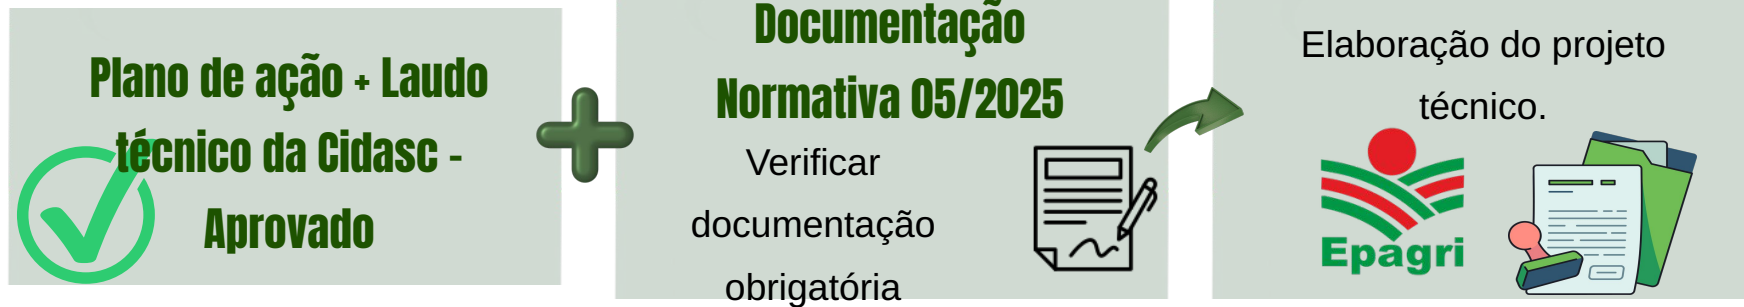 Plano de ação + Laudo
técnico da Cidasc -
Aprovado
Documentação
Normativa 05/2025
Verificar
documentação
obrigatória
Elaboração do projeto
técnico.
Epagri